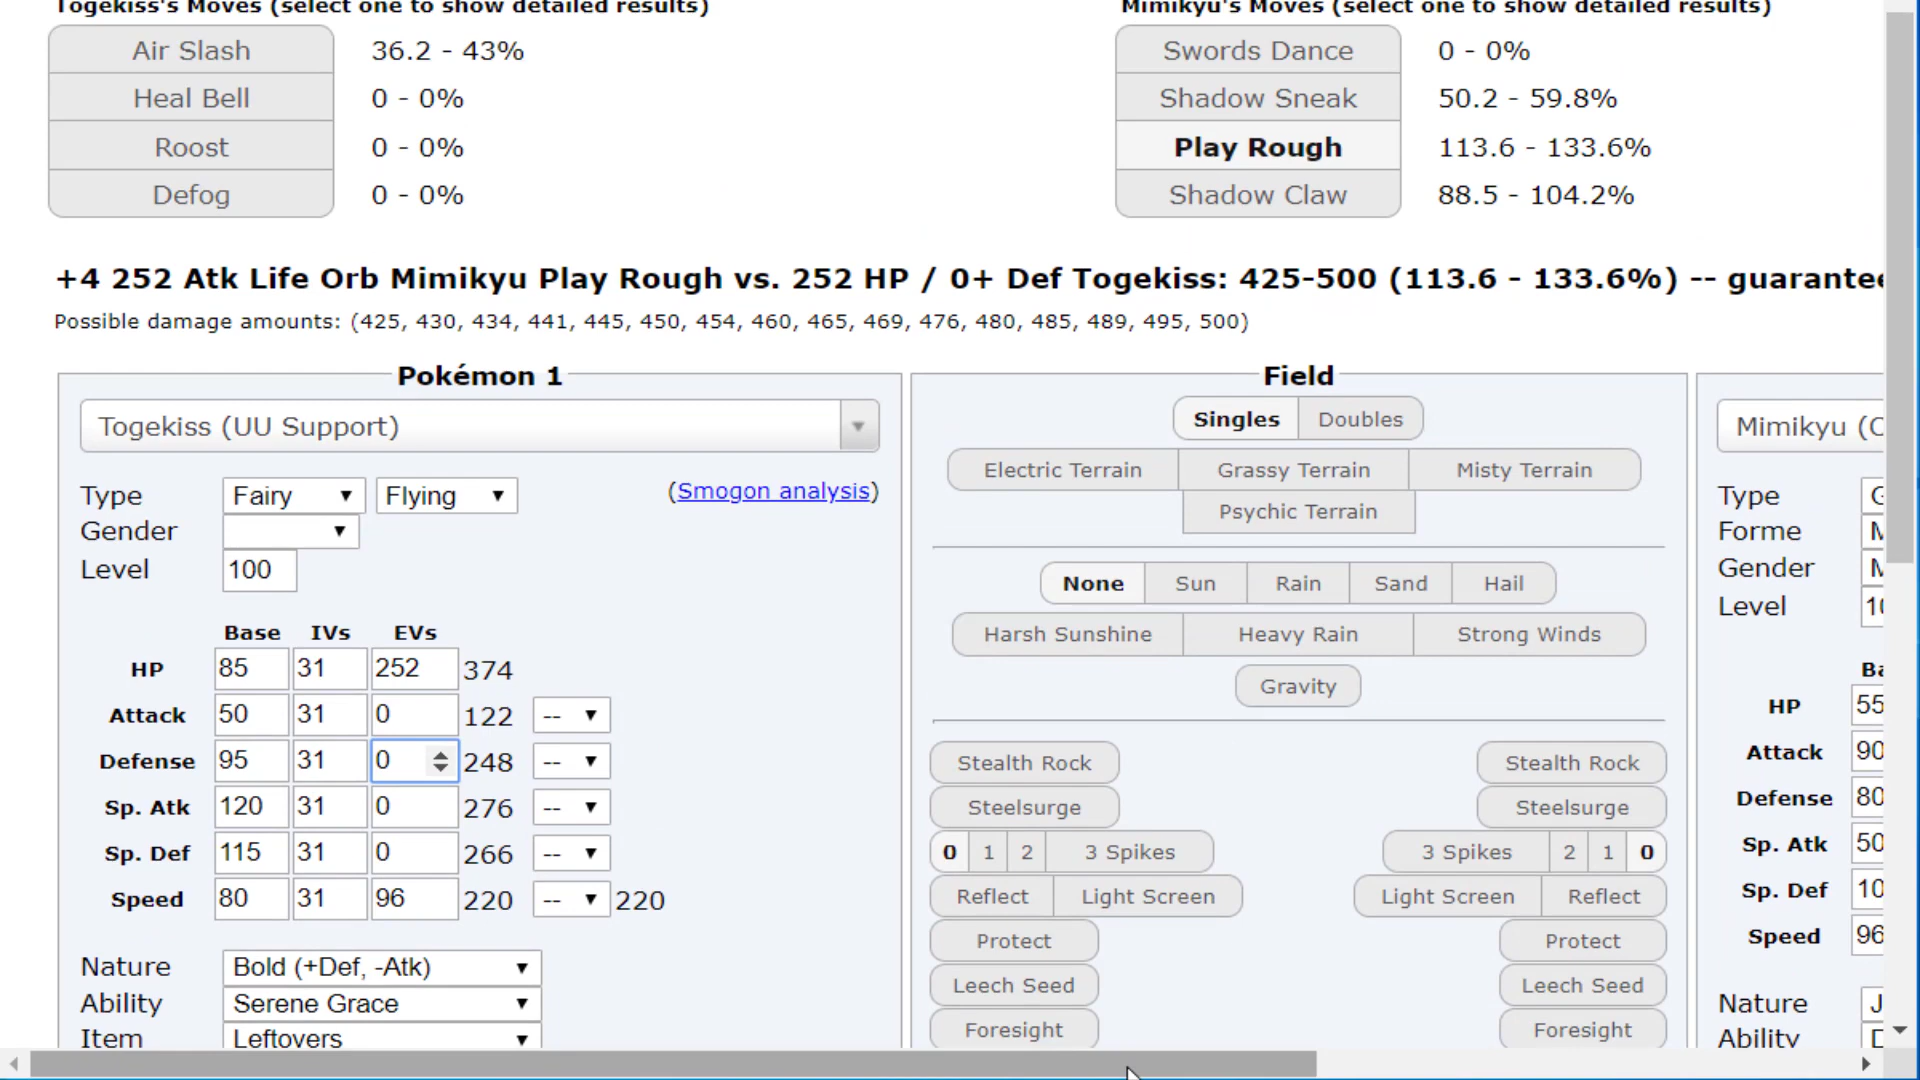 Togekiss's Moves (select one to show detailed results)
Mimikyu's Moves (select one to show detailed results)
Air Slash 36.2 - 43%
Heal Bell 0 - 0%
Roost 0 - 0%
Defog 0 - 0%
Swords Dance 0 - 0%
Shadow Sneak 50.2 - 59.8%
Play Rough 113.6 - 133.6%
Shadow Claw 88.5 - 104.2%
+4 252 Atk Life Orb Mimikyu Play Rough vs. 252 HP / 0+ Def Togekiss: 425-500 (113.6 - 133.6%) -- guarantee
Possible damage amounts: (425, 430, 434, 441, 445, 450, 454, 460, 465, 469, 476, 480, 485, 489, 495, 500)
Pokémon 1
Togekiss (UU Support)
Type Fairy Flying (Smogon analysis)
Gender
Level 100
Base IVs EVs
HP 85 31 252 374
Attack 50 31 0 122 --
Defense 95 31 0 248 --
Sp. Atk 120 31 0 276 --
Sp. Def 115 31 0 266 --
Speed 80 31 96 220 -- 220
Nature Bold (+Def, -Atk)
Ability Serene Grace
Item Leftovers
Field
Singles Doubles
Electric Terrain Grassy Terrain Misty Terrain
Psychic Terrain
None Sun Rain Sand Hail
Harsh Sunshine Heavy Rain Strong Winds
Gravity
Stealth Rock Stealth Rock
Steelsurge Steelsurge
0 1 2 3 Spikes 3 Spikes 2 1 0
Reflect Light Screen Light Screen Reflect
Protect Protect
Leech Seed Leech Seed
Foresight Foresight
Mimikyu (
Type
Forme
Gender
Level
HP 55
Attack 90
Defense 80
Sp. Atk 50
Sp. Def 10
Speed 96
Nature
Ability